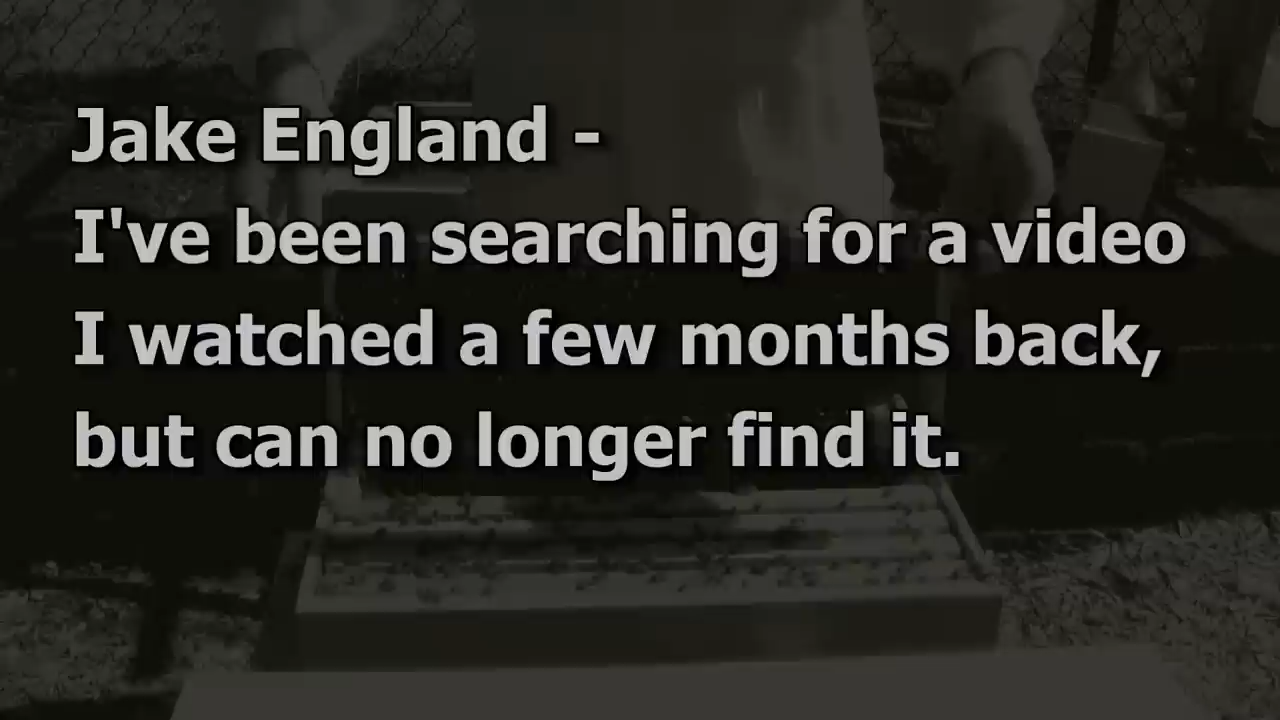 Jake England -
I've been searching for a video
I watched a few months back,
but can no longer find it.